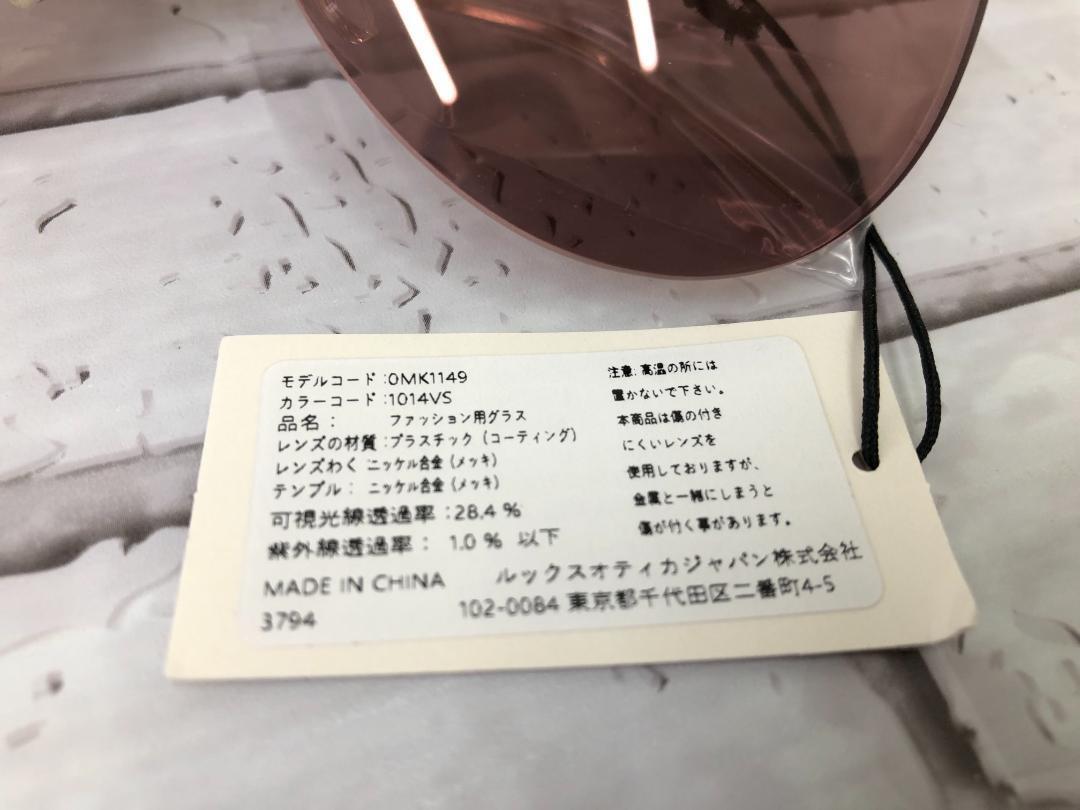 モデルコード:0MK1149
カラーコード:1014VS
品名: ファッション用グラス
レンズの材質:プラスチック(コーティング)
レンズわく ニッケル合金(メッキ)
テンプル: ニッケル合金(メッキ)
可視光線透過率:28.4%
紫外線透過率: 1.0% 以下
MADE IN CHINA
3794
注意:高温の所には
置かないで下さい。
本商品は傷の付き
にくいレンズを
使用しておりますが、
金属と一緒にしまうと
傷が付く事があります。
ルックスオティカジャパン株式会社
102-0084 東京都千代田区二番町4-5